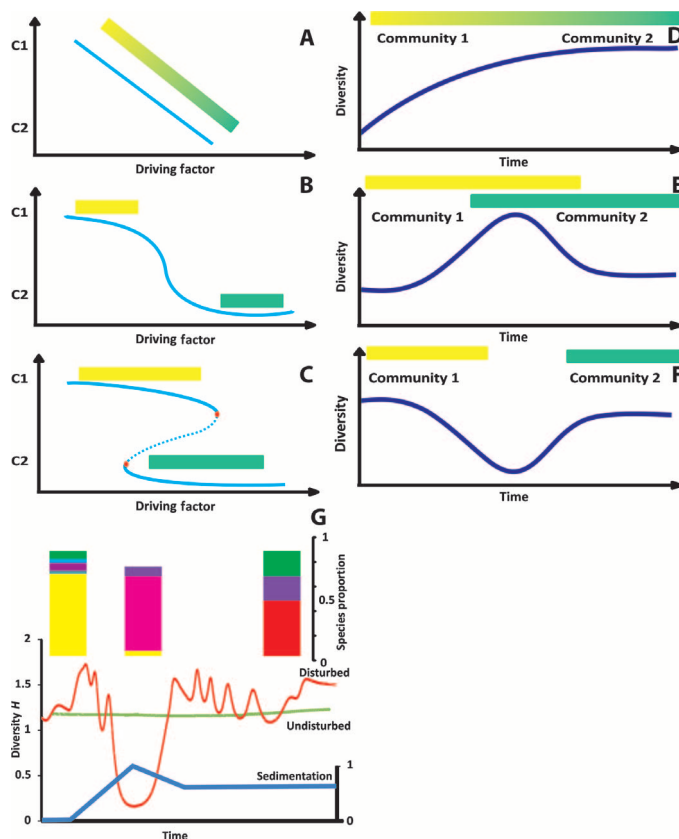 A
C1
C2
Driving factor
D
Community 1
Community 2
Diversity
Time
B
C1
C2
Driving factor
E
Community 1
Community 2
Diversity
Time
C
C1
C2
Driving factor
F
Community 1
Community 2
Diversity
Time
G
1
0.5
0
Species proportion
2
1.5
1
0.5
0
Diversity H
Disturbed
Undisturbed
Sedimentation
1
0
Time